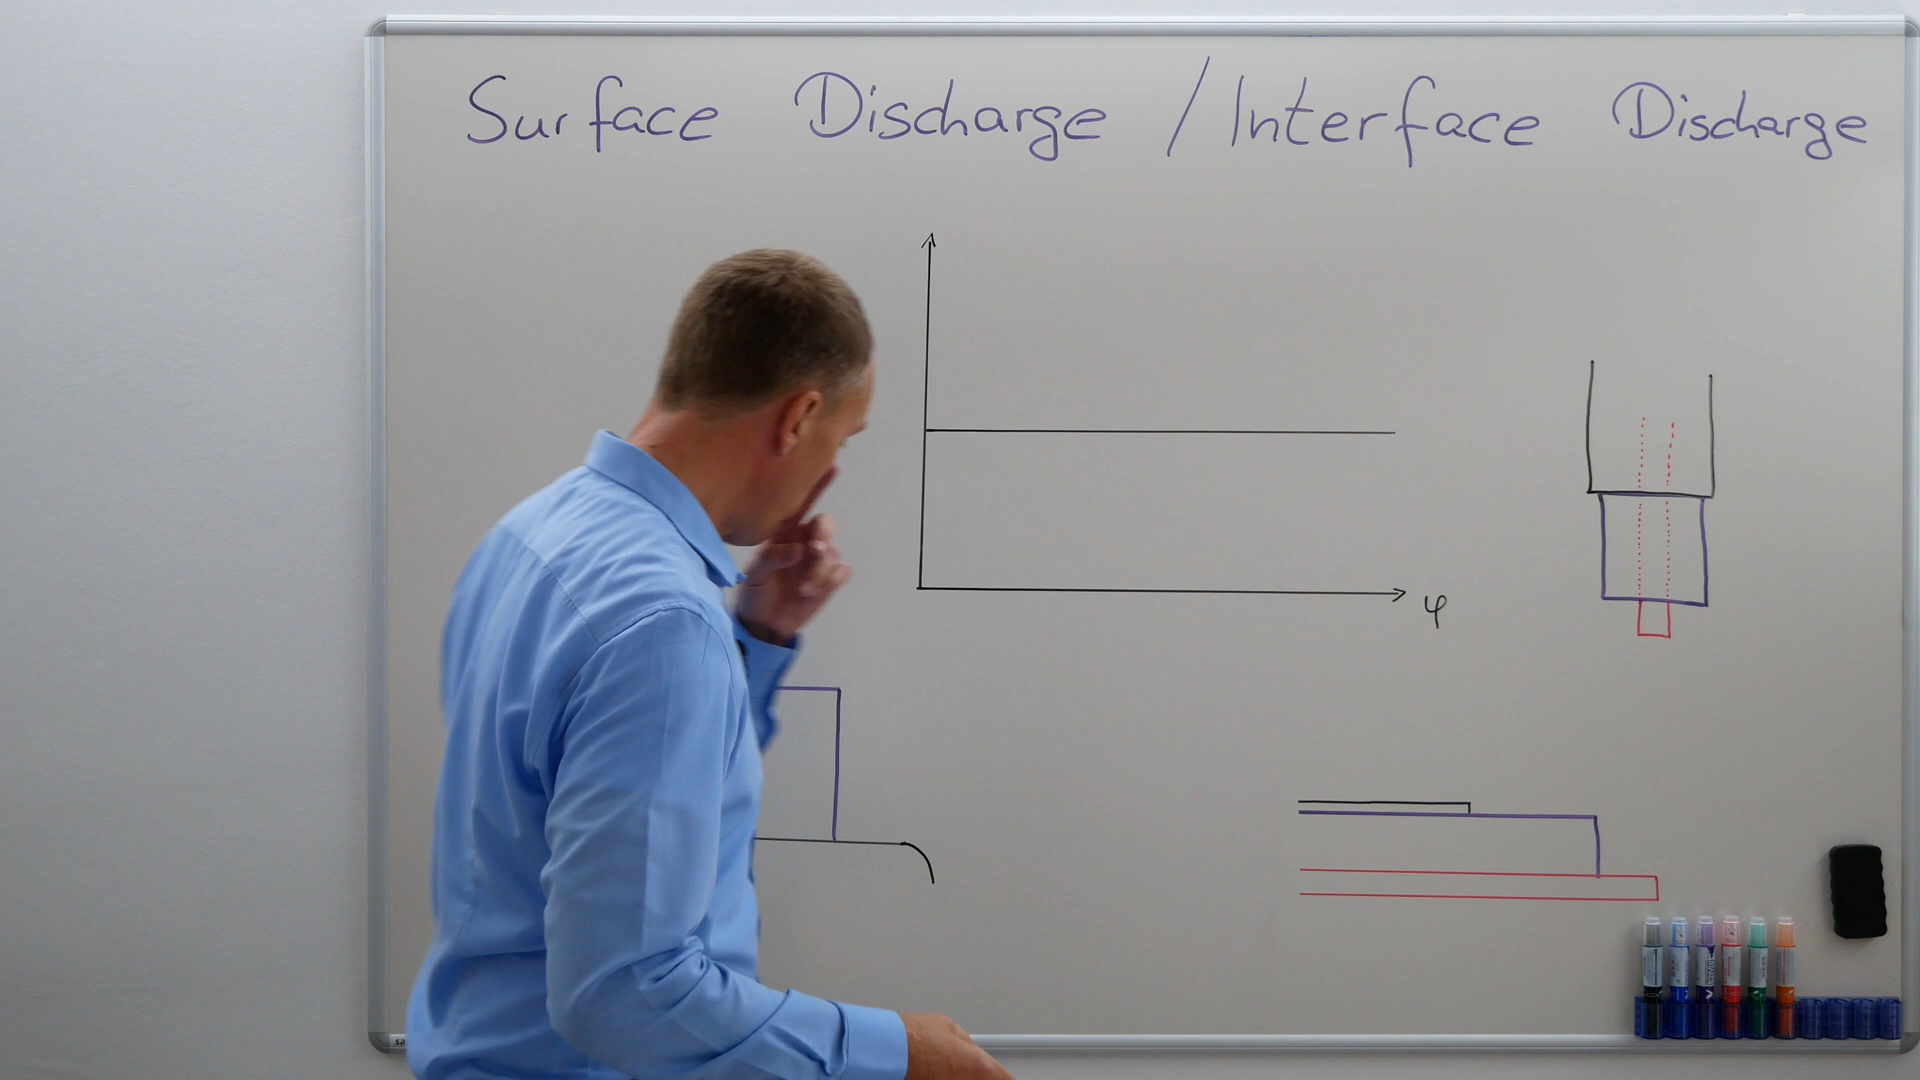 Surface Discharge / Interface Discharge
φ